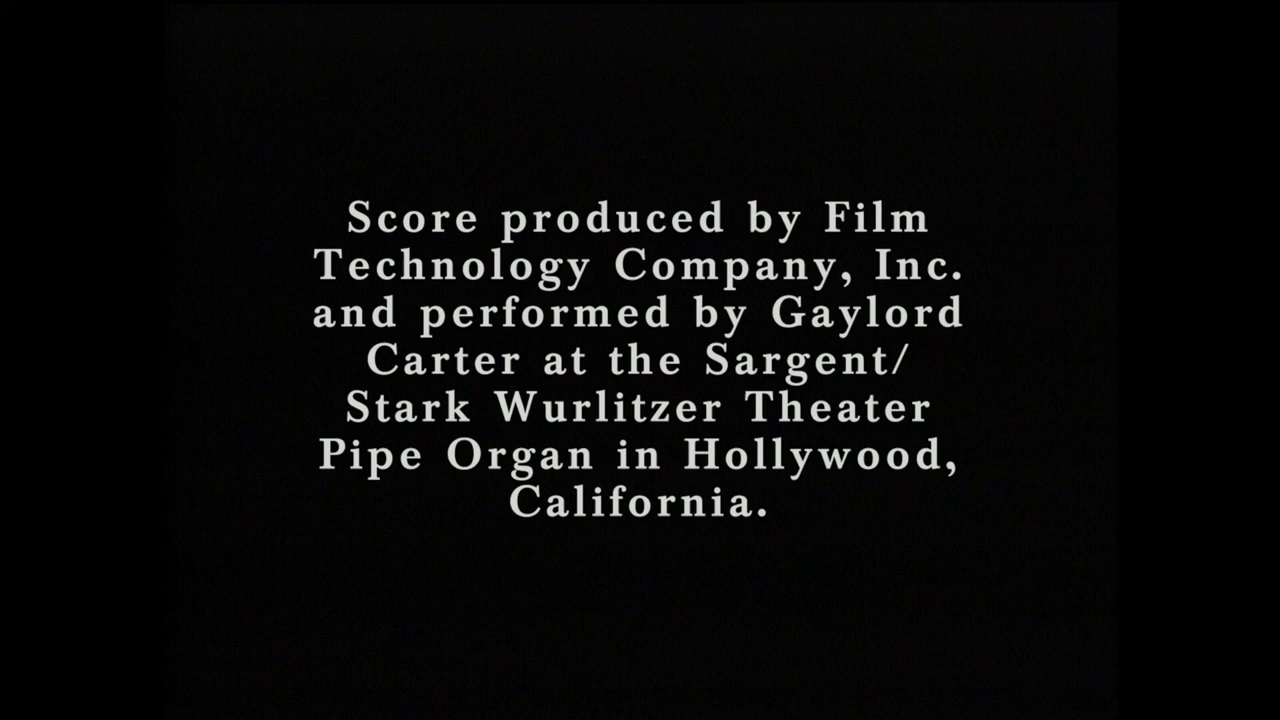 Score produced by Film
Technology Company, Inc.
and performed by Gaylord
Carter at the Sargent/
Stark Wurlitzer Theater
Pipe Organ in Hollywood,
California.